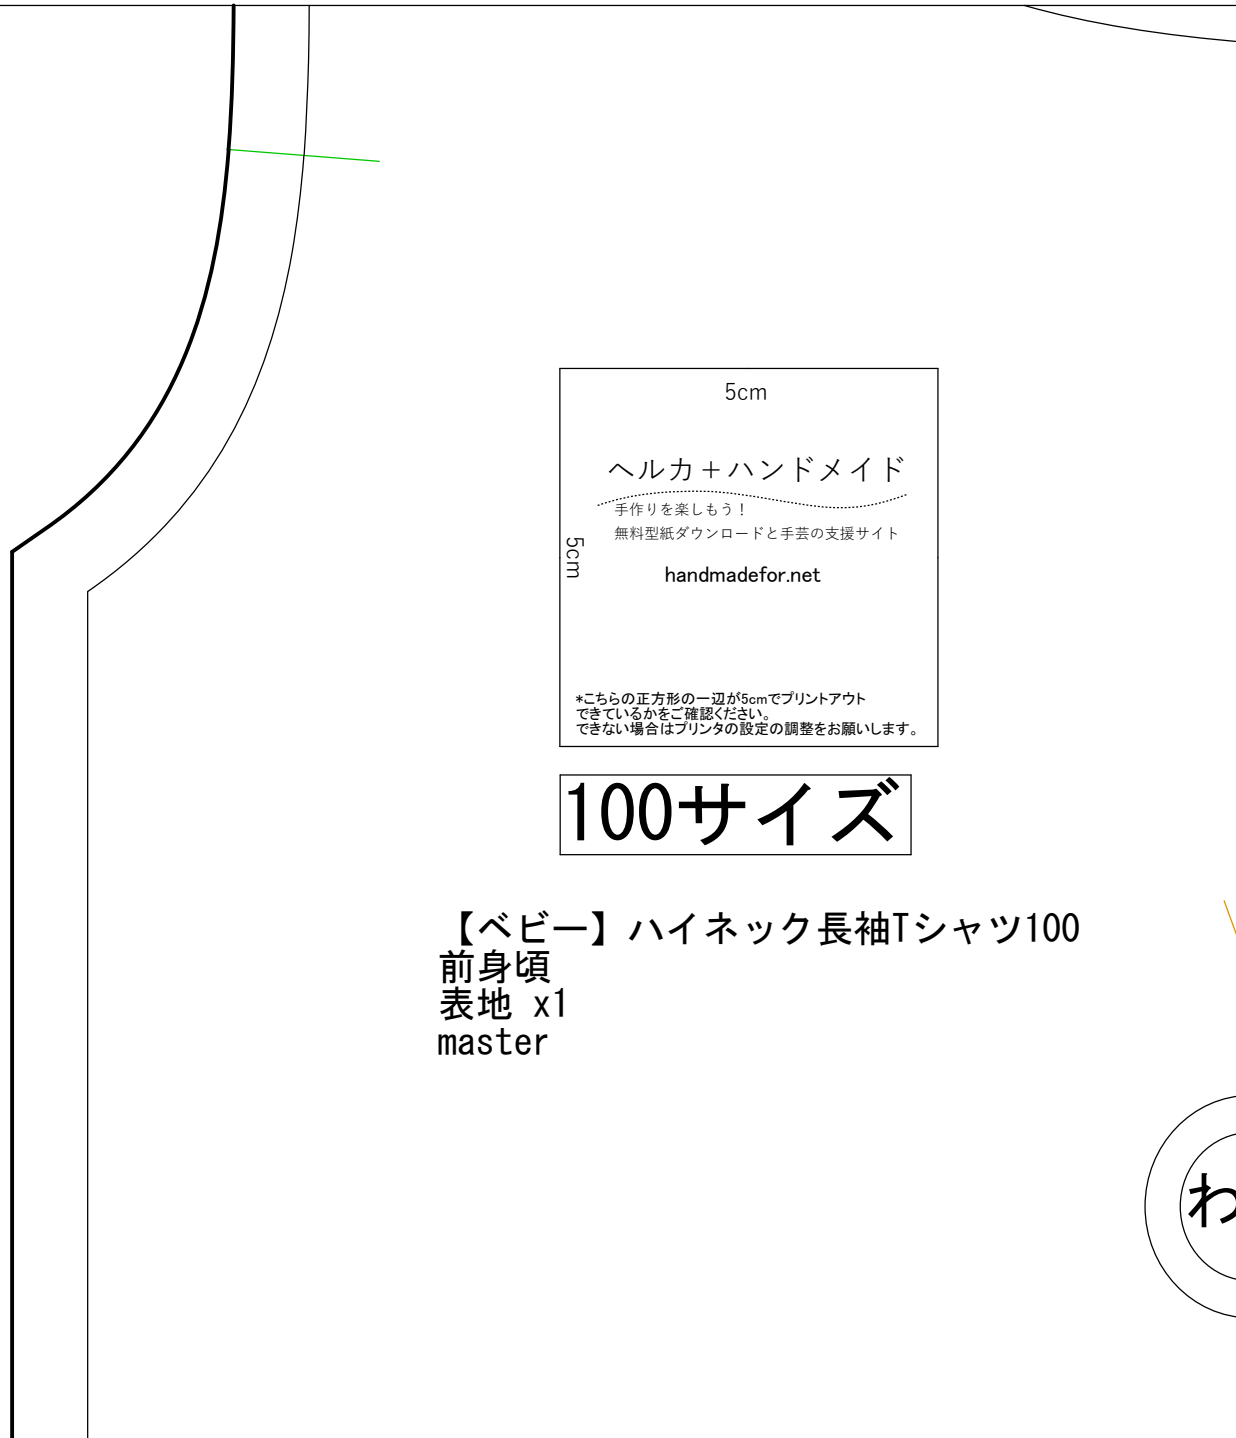 5cm
ヘルカ＋ハンドメイド
手作りを楽しもう！
無料型紙ダウンロードと手芸の支援サイト
5cm
handmadefor.net
*こちらの正方形の一辺が5cmでプリントアウト
できているかをご確認ください。
できない場合はプリンタの設定の調整をお願いします。
100サイズ
【ベビー】ハイネック長袖Tシャツ100
前身頃
表地 x1
master
わ